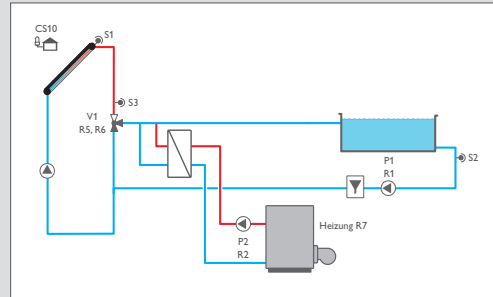 CS10
S1
S3
V1
R5, R6
P1
R1
S2
P2
R2
Heizung R7